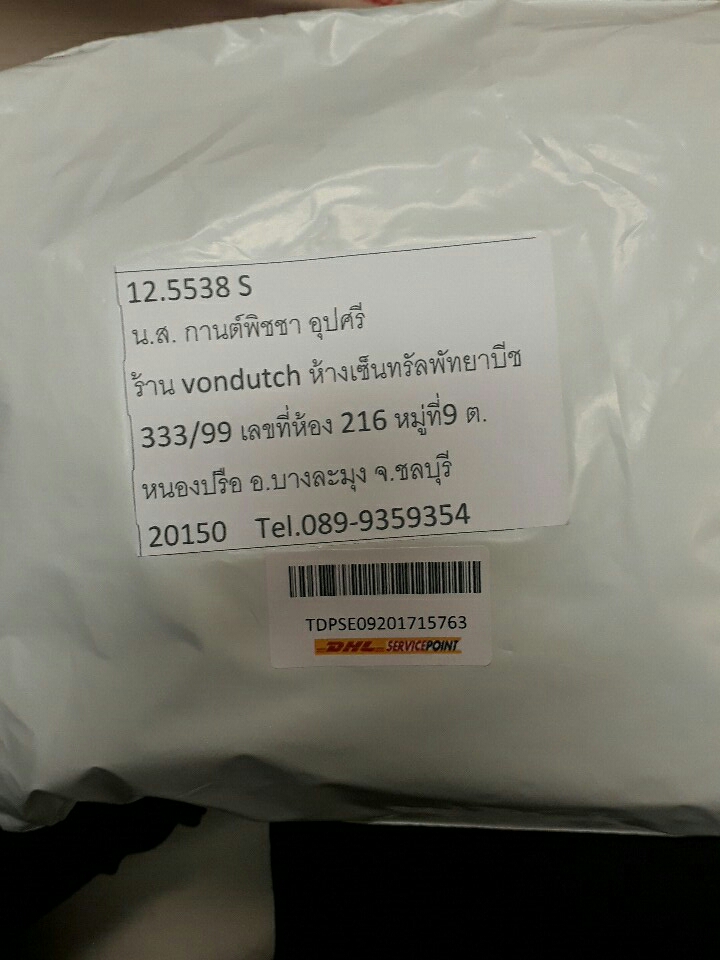 12.5538 S
น.ส. กานต์พิชชา อุปศรี
ร้าน vondutch ห้างเซ็นทรัลพัทยาบีช
333/99 เลขที่ห้อง 216 หมู่ที่9 ต.
หนองปรือ อ.บางละมุง จ.ชลบุรี
20150 Tel.089-9359354
TDPSE09201715763
DHL SERVICEPOINT